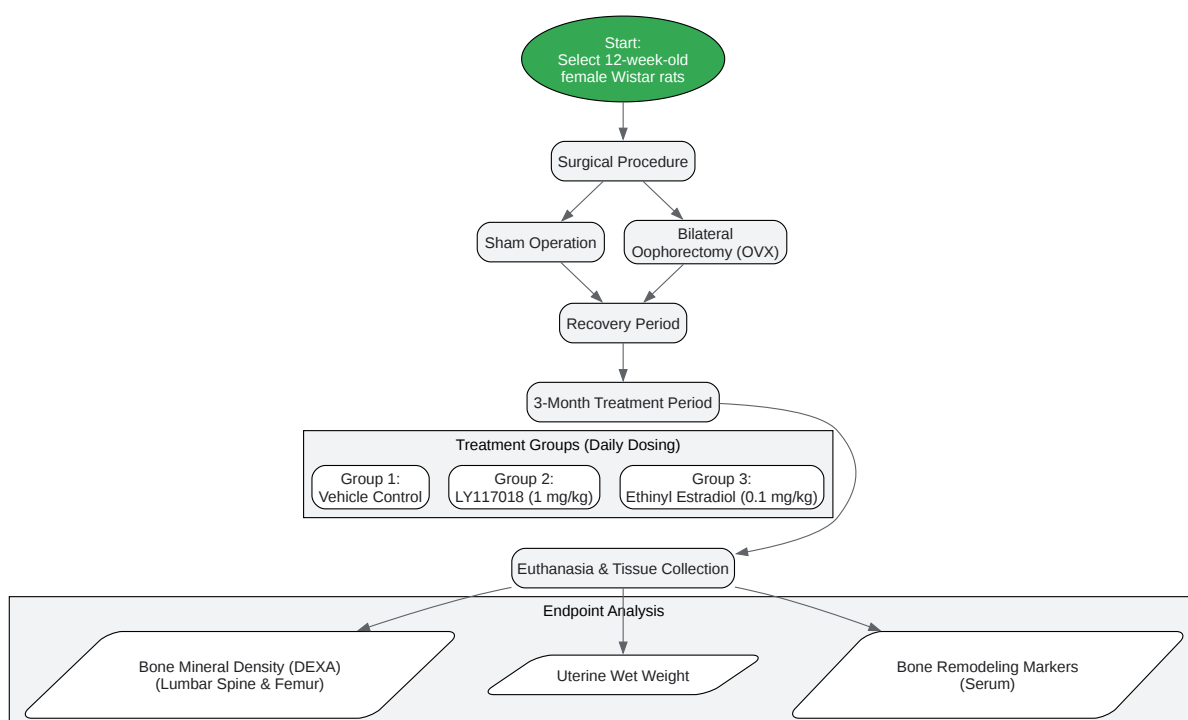 Start:
Select 12-week-old
female Wistar rats
Surgical Procedure
Sham Operation
Bilateral
Oophorectomy (OVX)
Recovery Period
3-Month Treatment Period
Treatment Groups (Daily Dosing)
Group 1:
Vehicle Control
Group 2:
LY117018 (1 mg/kg)
Group 3:
Ethinyl Estradiol (0.1 mg/kg)
Euthanasia & Tissue Collection
Endpoint Analysis
Bone Mineral Density (DEXA)
(Lumbar Spine & Femur)
Uterine Wet Weight
Bone Remodeling Markers
(Serum)